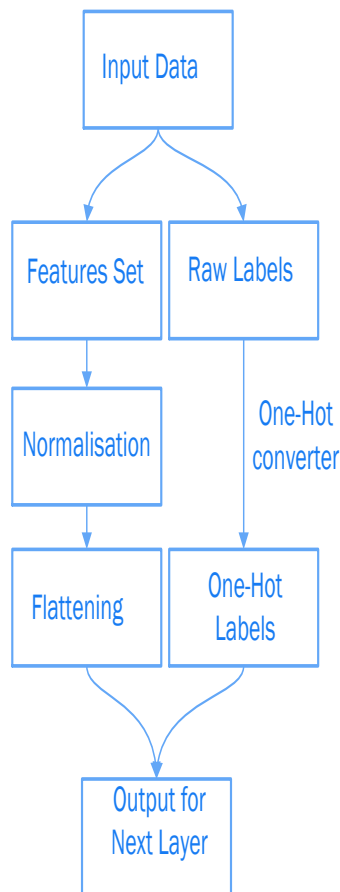 Input Data
Features Set
Raw Labels
Normalisation
One-Hot
converter
Flattening
One-Hot
Labels
Output for
Next Layer